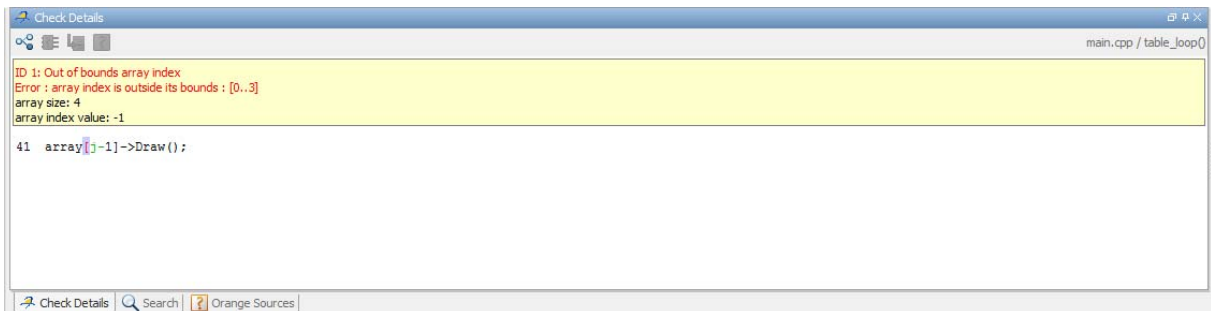 Check Details
main.cpp / table_loop()
ID 1: Out of bounds array index
Error : array index is outside its bounds : [0..3]
array size: 4
array index value: -1
41 array[j-1]->Draw();
Check Details Search Orange Sources